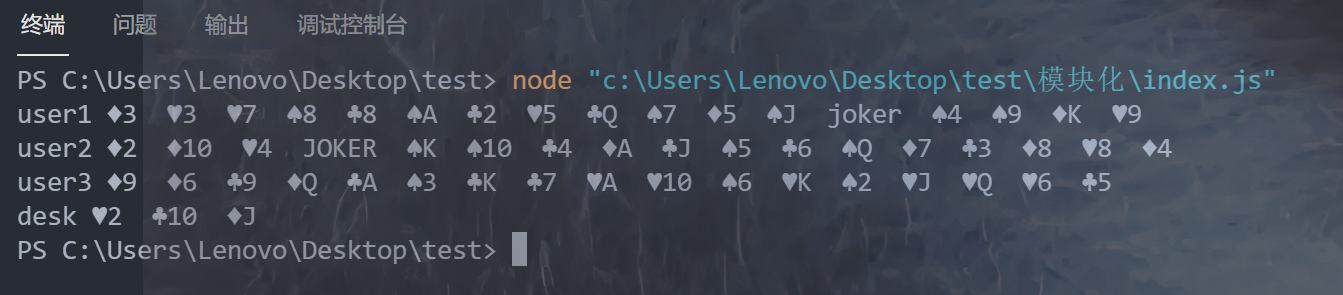 终端 问题 输出 调试控制台
PS C:\Users\Lenovo\Desktop\test> node "c:\Users\Lenovo\Desktop\test\模块化\index.js"
user1 ♦3 ♥3 ♥7 ♠8 ♣8 ♠A ♣2 ♥5 ♣Q ♠7 ♦5 ♠J joker ♠4 ♠9 ♦K ♥9
user2 ♦2 ♦10 ♥4 JOKER ♠K ♠10 ♣4 ♦A ♣J ♠5 ♣6 ♠Q ♦7 ♣3 ♦8 ♥8 ♦4
user3 ♦9 ♦6 ♣9 ♦Q ♣A ♠3 ♣K ♣7 ♥A ♥10 ♠6 ♥K ♠2 ♥J ♥Q ♥6 ♣5
desk ♥2 ♣10 ♦J
PS C:\Users\Lenovo\Desktop\test>